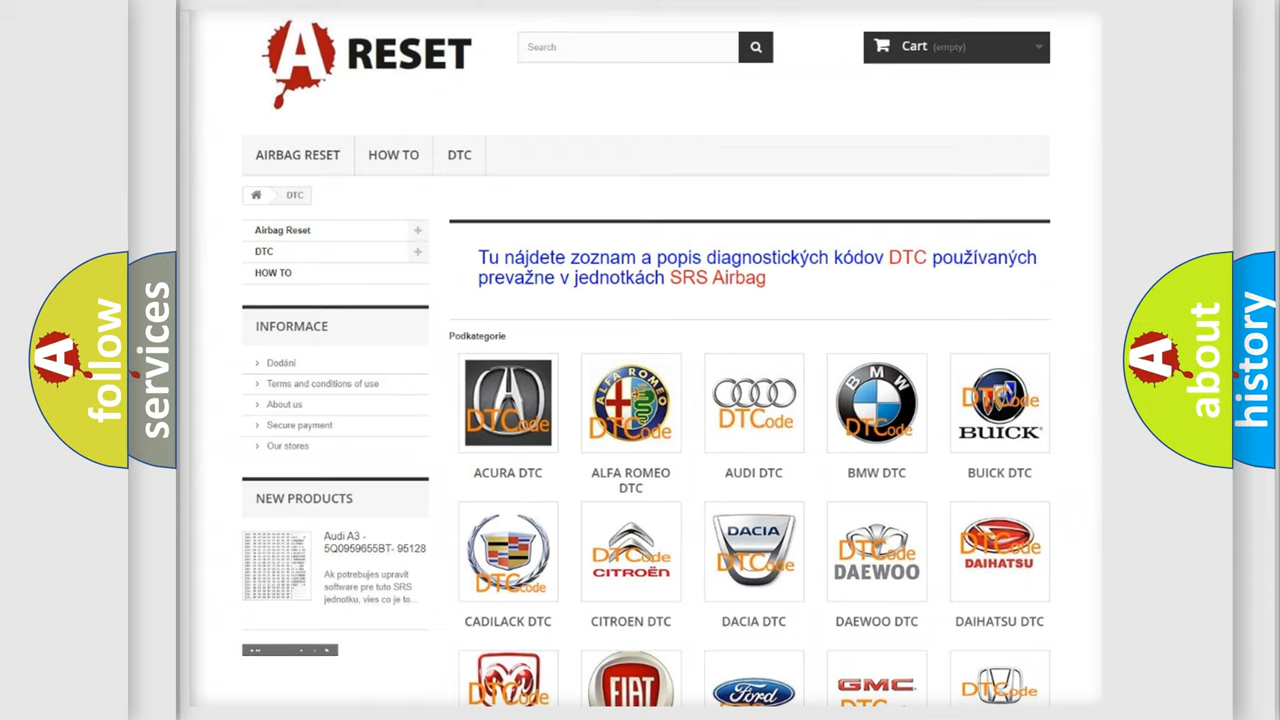 A RESET
Search
Cart (empty)
AIRBAG RESET
HOW TO
DTC
DTC
Airbag Reset
DTC
HOW TO
Tu nájdete zoznam a popis diagnostických kódov DTC používaných
prevažne v jednotkách SRS Airbag
INFORMACE
Dodání
Terms and conditions of use
About us
Secure payment
Our stores
NEW PRODUCTS
Audi A3 -
5Q0959655BT- 95128
Ak potrebujes upravit
software pre tuto SRS
jednotku, vies co je to...
Podkategorie
DTCode
ALFA ROMEO
DTCode
DTCode
BMW
DTCode
DTCode
BUICK
ACURA DTC
ALFA ROMEO
DTC
AUDI DTC
BMW DTC
BUICK DTC
DTCode
DTCode
CITROËN
DACIA
DTCode
DTCode
DAEWOO
DTCode
DAIHATSU
CADILACK DTC
CITROEN DTC
DACIA DTC
DAEWOO DTC
DAIHATSU DTC
DTCode
FIAT
Ford
GMC
DTCode
A follow
services
A about
history